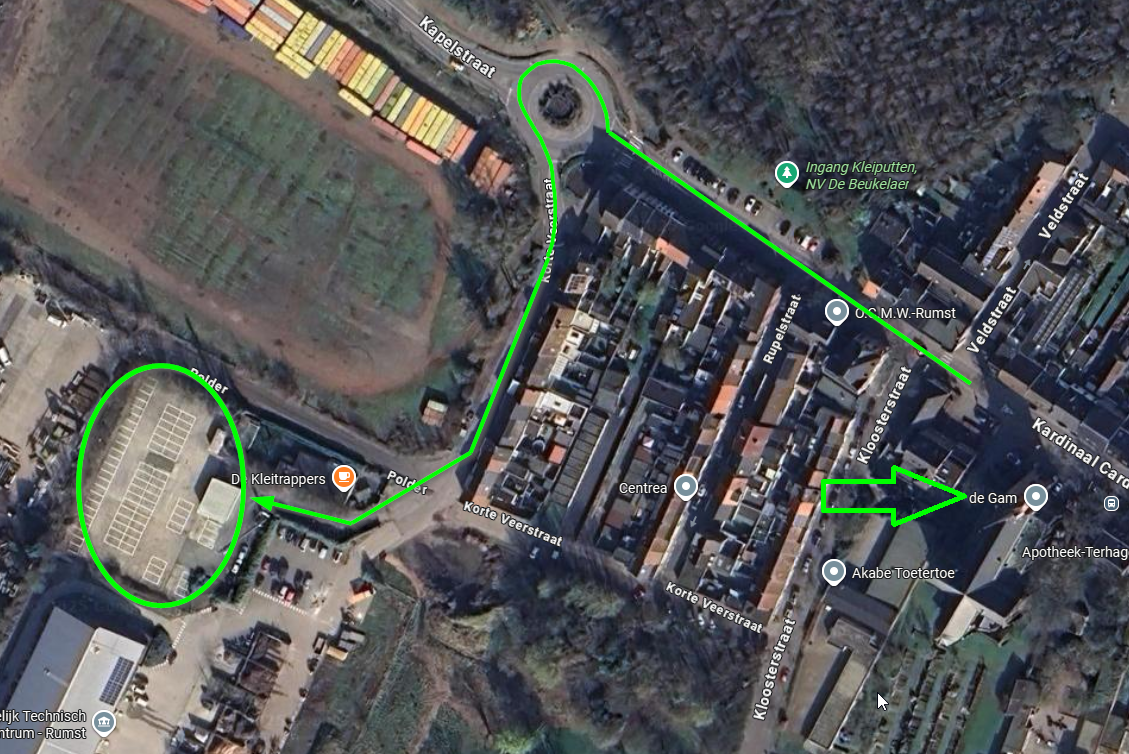 Kapelstraat
Ingang Kleiputten,
NV De Beukelaer
Veldstraat
Korte Veerstraat
Veldstraat
O.C.M.W.-Rumst
Rupelstraat
Kloosterstraat
Polder
Kardinaal Card
De Kleitrappers
Polder
Centrea
de Gam
Korte Veerstraat
Apotheek-Terhag
Akabe Toetertoe
Korte Veerstraat
Kloosterstraat
elijk Technisch
ntrum - Rumst